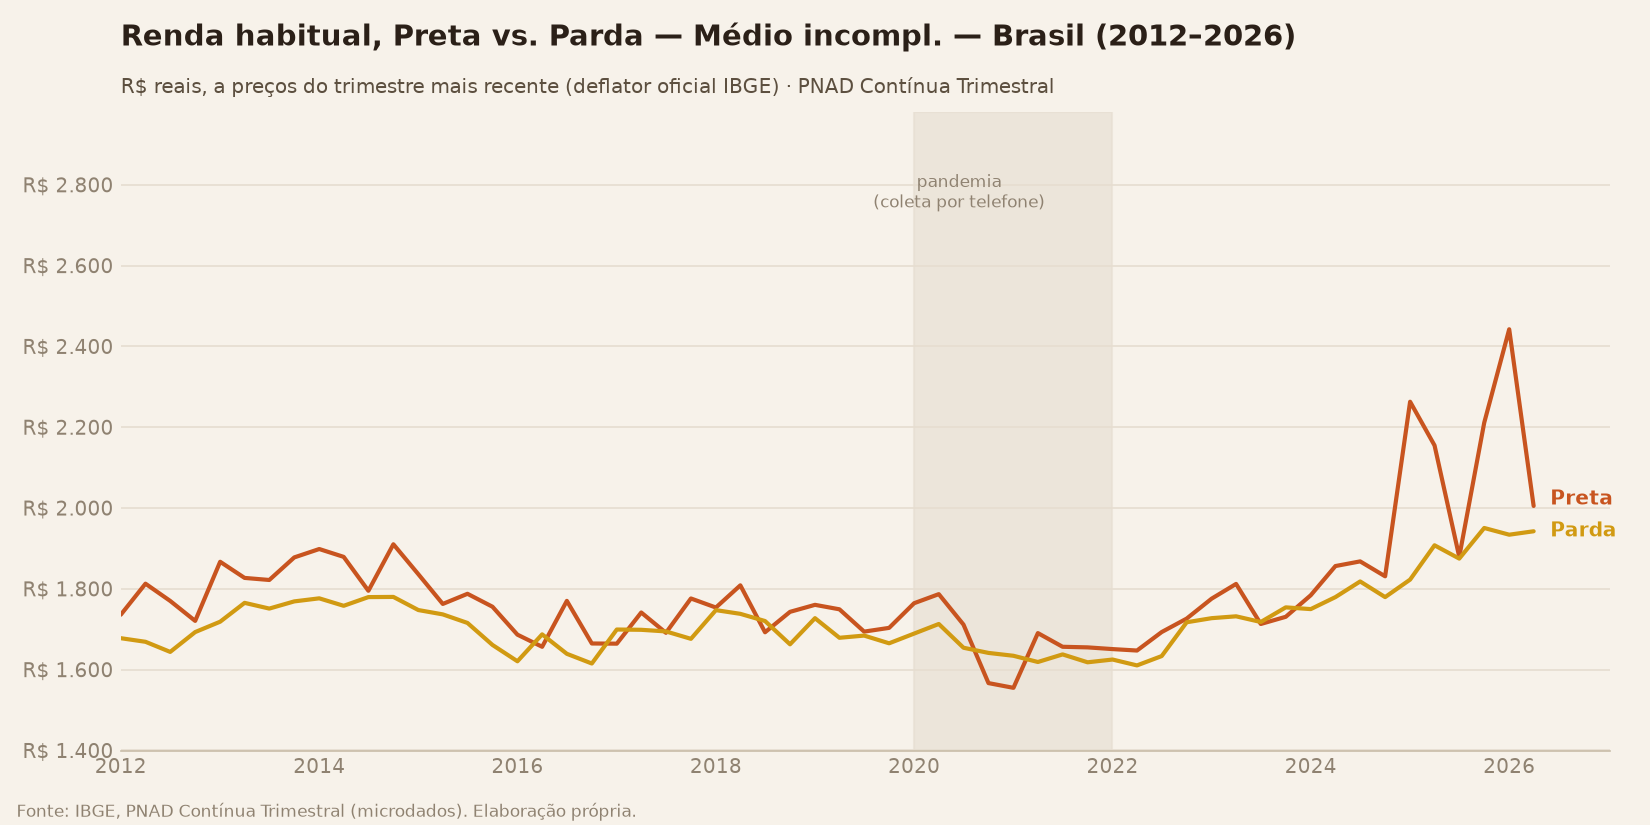 Renda habitual, Preta vs. Parda — Médio incompl. — Brasil (2012–2026)
R$ reais, a preços do trimestre mais recente (deflator oficial IBGE) · PNAD Contínua Trimestral
pandemia
(coleta por telefone)
R$ 2.800
R$ 2.600
R$ 2.400
R$ 2.200
R$ 2.000
R$ 1.800
R$ 1.600
R$ 1.400
Preta
Parda
2012 2014 2016 2018 2020 2022 2024 2026
Fonte: IBGE, PNAD Contínua Trimestral (microdados). Elaboração própria.